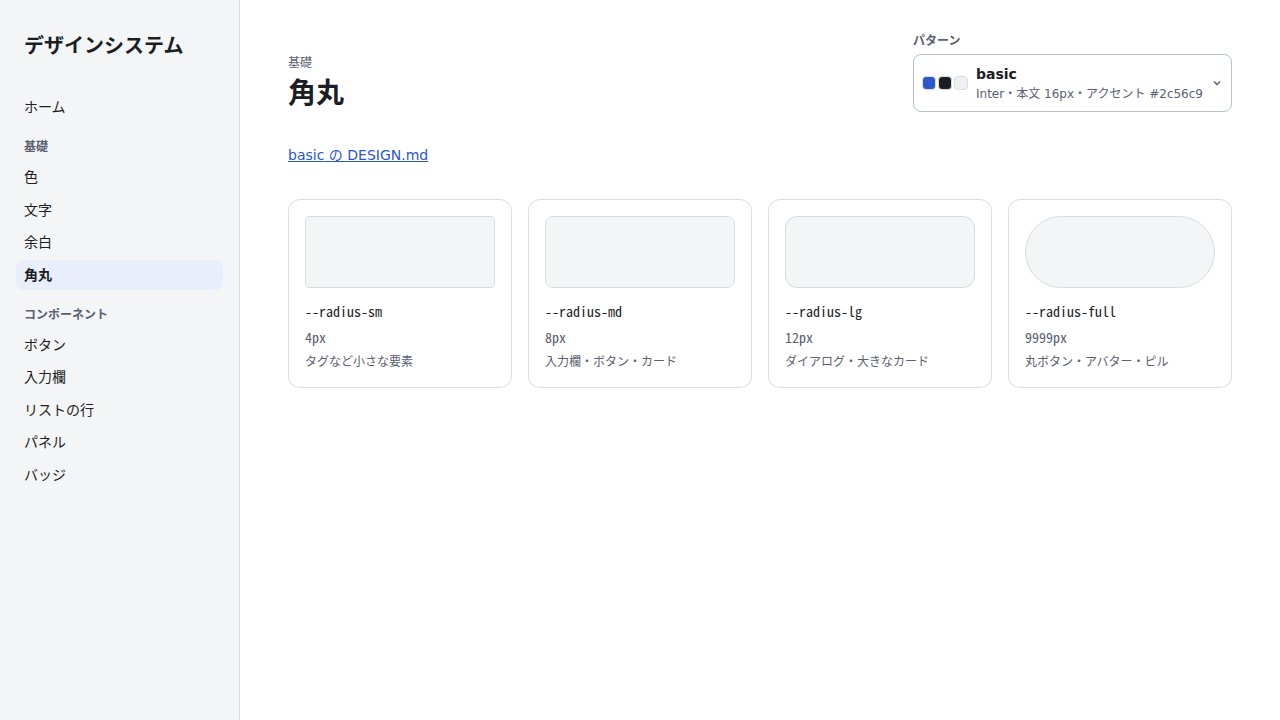 デザインシステム
ホーム
基礎
色
文字
余白
角丸
コンポーネント
ボタン
入力欄
リストの行
パネル
バッジ
基礎
角丸
パターン
basic
Inter・本文 16px・アクセント #2c56c9
basic の DESIGN.md
--radius-sm
4px
タグなど小さな要素
--radius-md
8px
入力欄・ボタン・カード
--radius-lg
12px
ダイアログ・大きなカード
--radius-full
9999px
丸ボタン・アバター・ピル